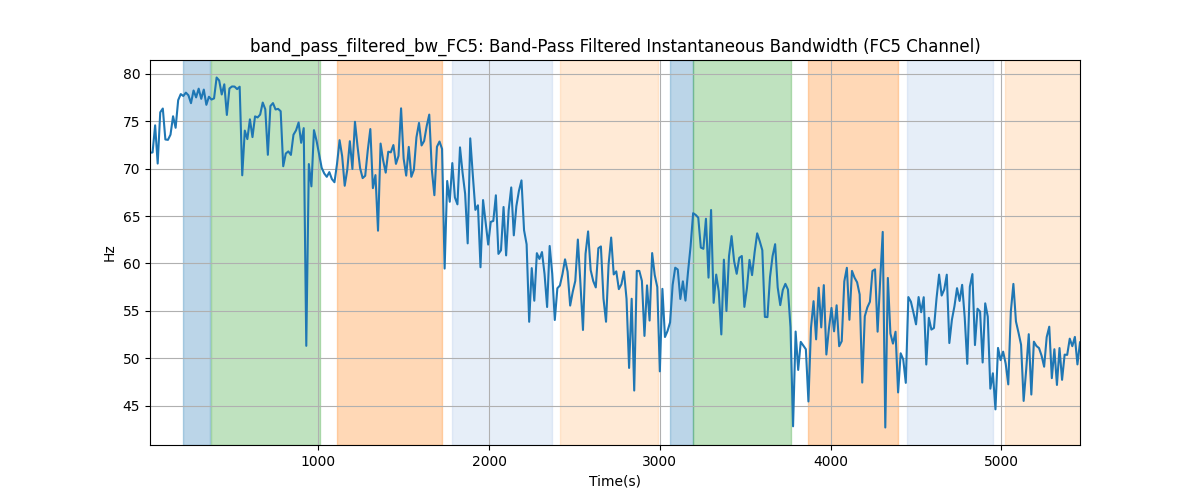 band_pass_filtered_bw_FC5: Band-Pass Filtered Instantaneous Bandwidth (FC5 Channel)
80
75
70
65
60
55
50
45
Hz
1000 2000 3000 4000 5000
Time(s)